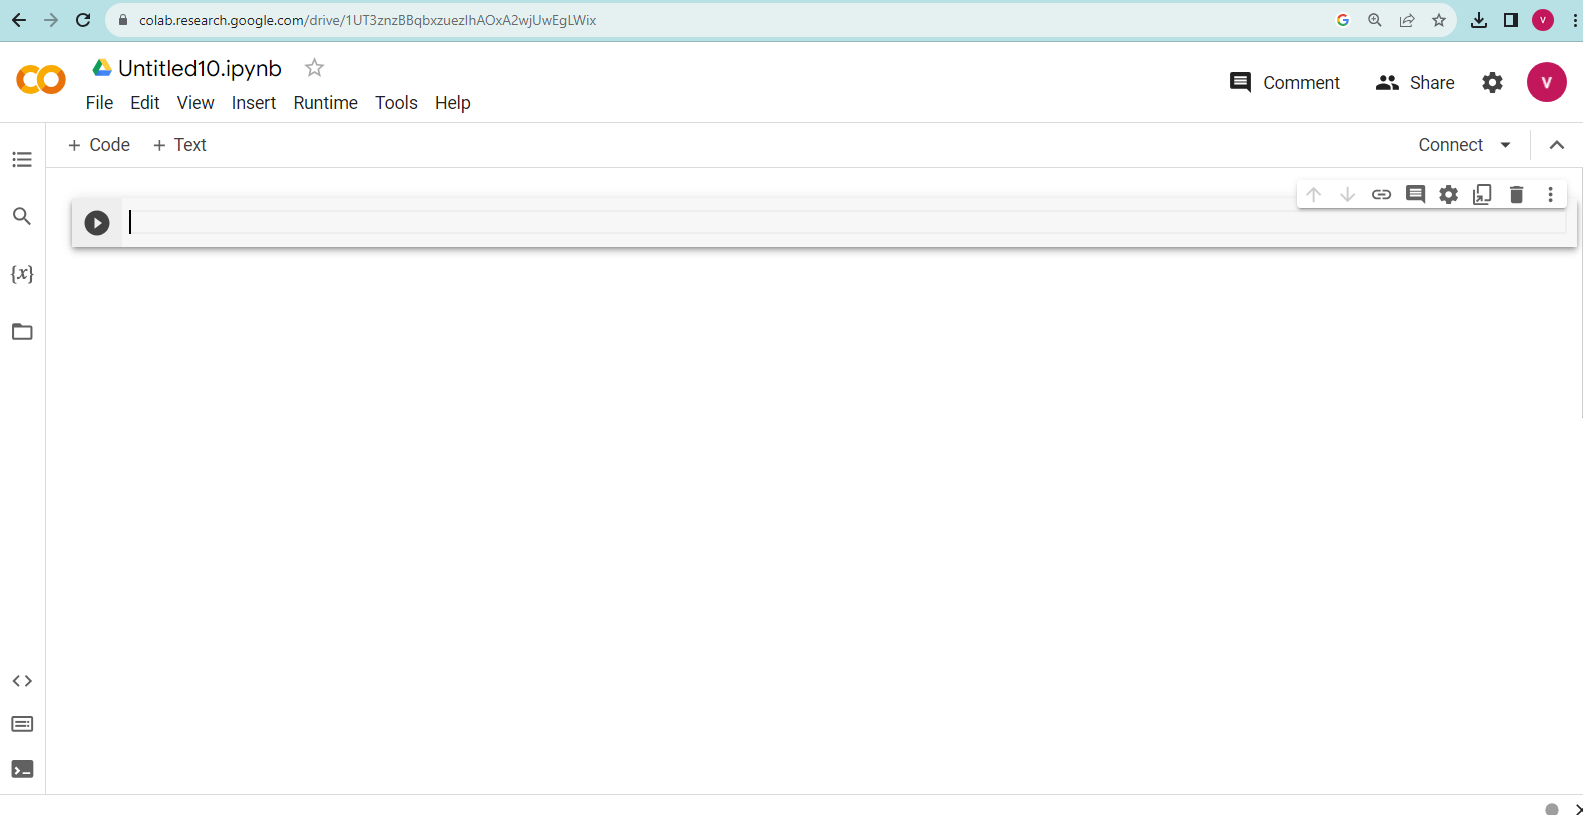 colab.research.google.com/drive/1UT3znzBBqbxzuezIhAOxA2wjUwEgLWix
V
Untitled10.ipynb
File Edit View Insert Runtime Tools Help
Comment
Share
V
+ Code + Text
Connect
{x}